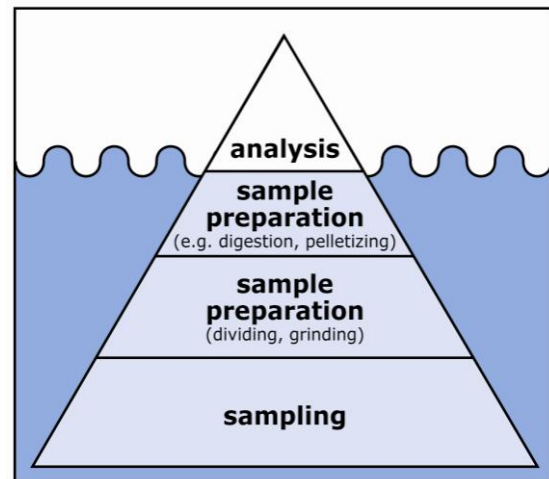 analysis
sample
preparation
(e.g. digestion, pelletizing)
sample
preparation
(dividing, grinding)
sampling